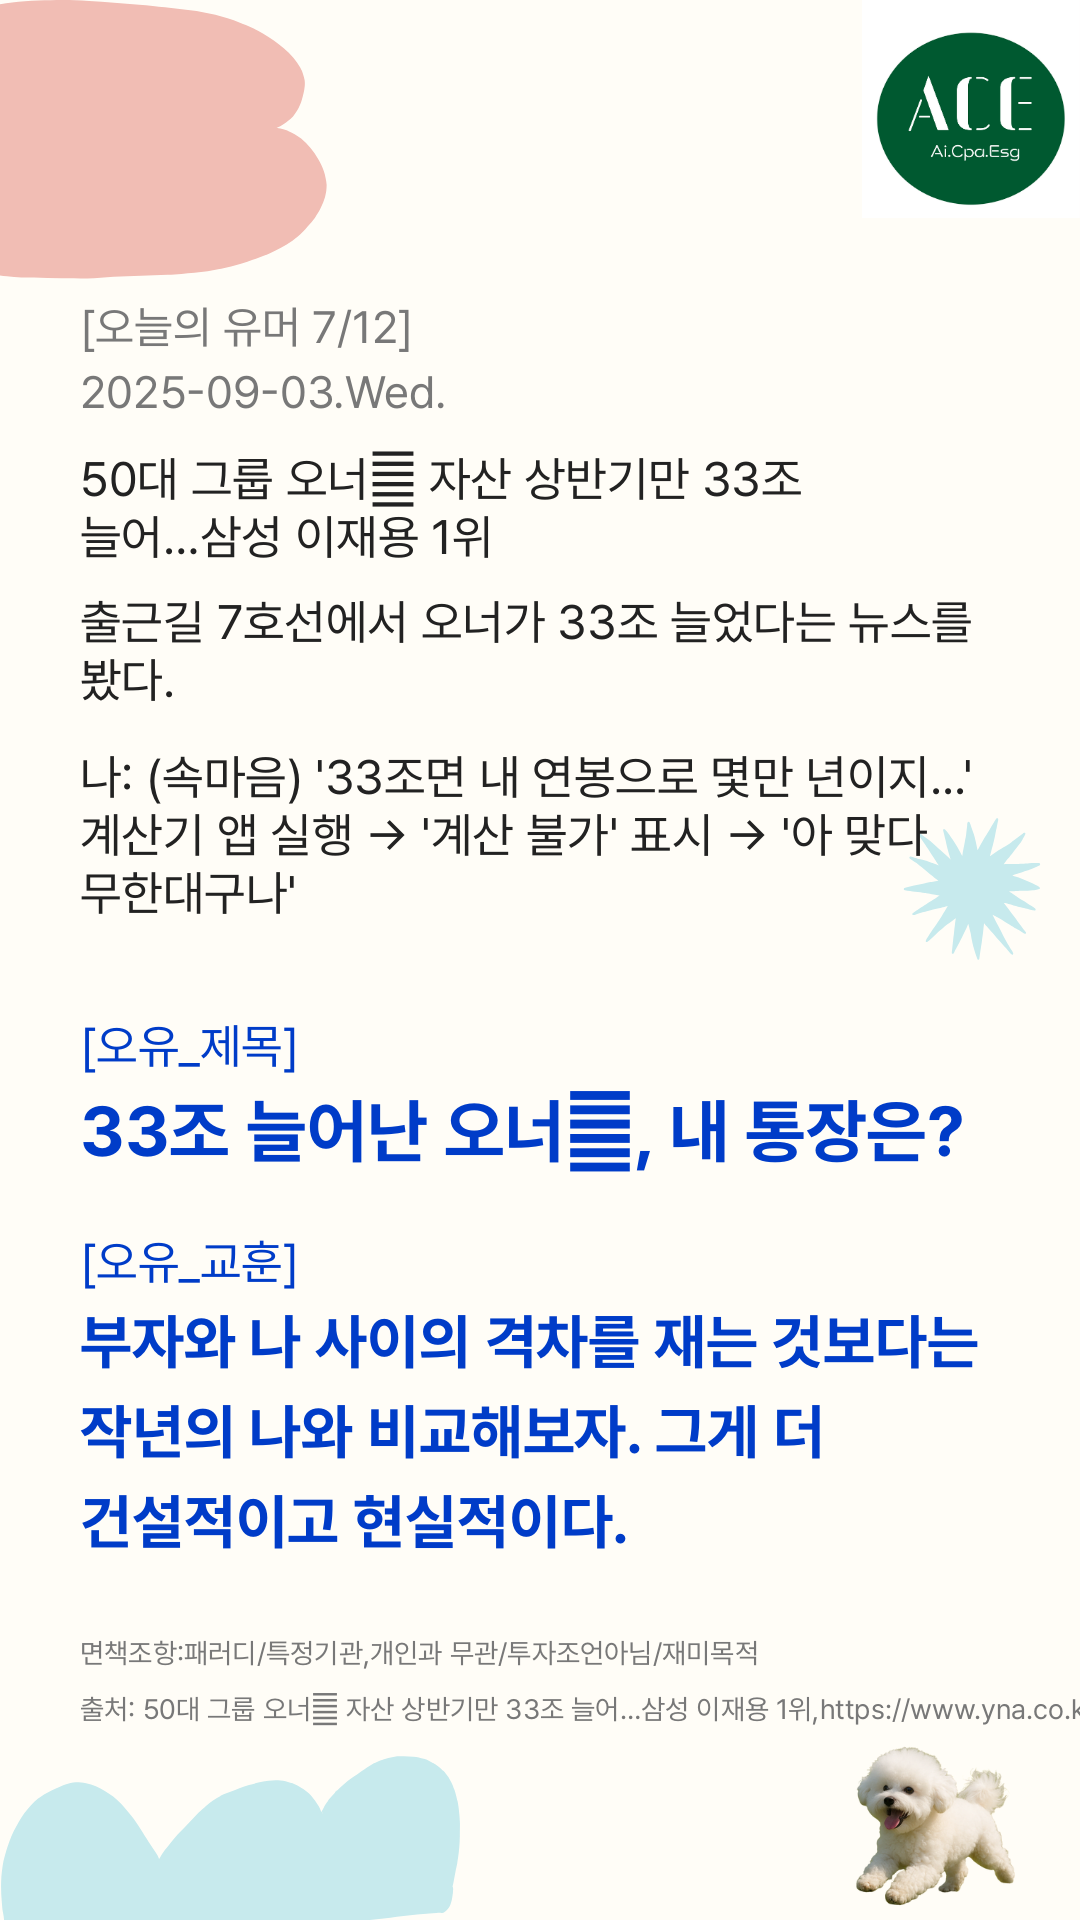 ACE
Ai.Cpa.Esg
[오늘의 유머 7/12]
2025-09-03.Wed.
50대 그룹 오너 자산 상반기만 33조
늘어…삼성 이재용 1위
출근길 7호선에서 오너가 33조 늘었다는 뉴스를
봤다.
나: (속마음) '33조면 내 연봉으로 몇만 년이지…'
계산기 앱 실행 → '계산 불가' 표시 → '아 맞다
무한대구나'
[오유_제목]
33조 늘어난 오너, 내 통장은?
[오유_교훈]
부자와 나 사이의 격차를 재는 것보다는
작년의 나와 비교해보자. 그게 더
건설적이고 현실적이다.
면책조항:패러디/특정기관,개인과 무관/투자조언아님/재미목적
출처: 50대 그룹 오너 자산 상반기만 33조 늘어…삼성 이재용 1위,https://www.yna.co.k